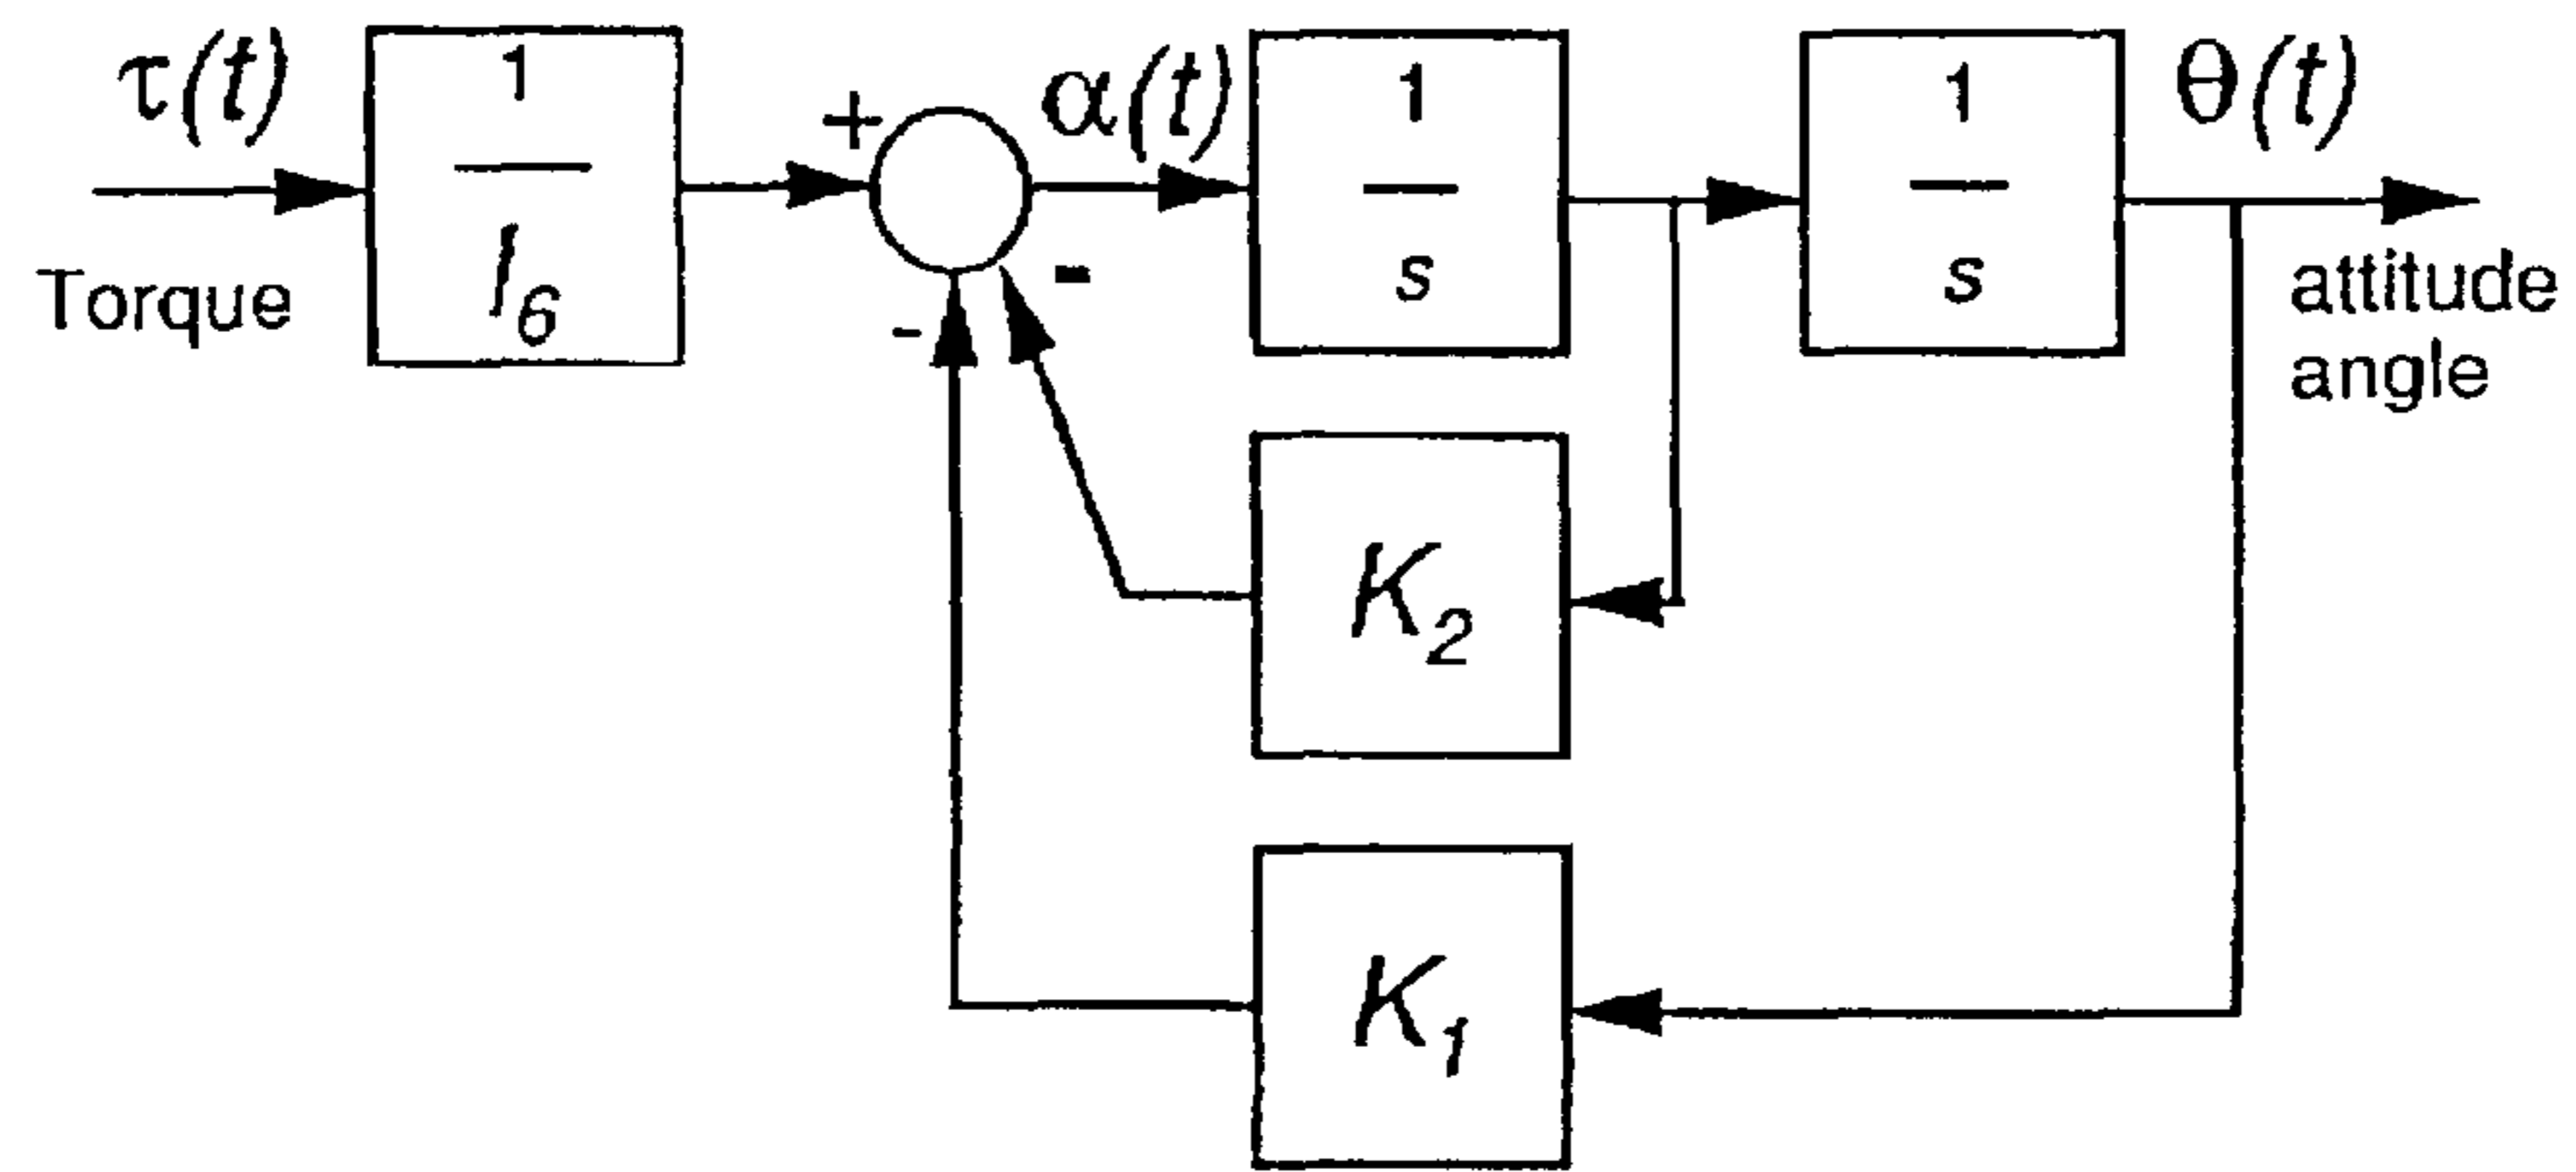 τ(t)
Torque
1
I6
+
-
-
α(t)
1
s
1
s
θ(t)
attitude
angle
K2
K1